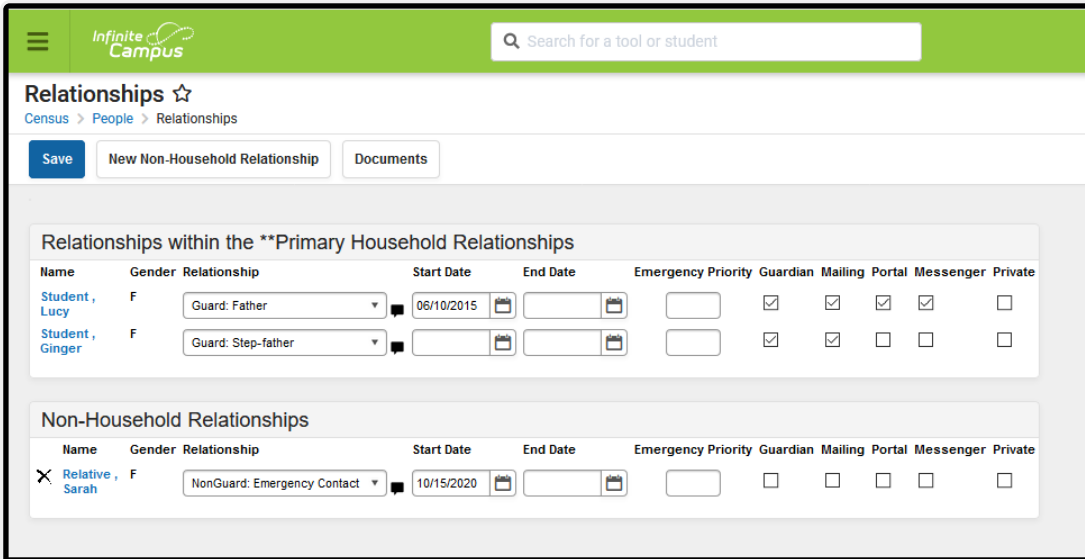 Infinite
Campus
Search for a tool or student
Relationships
Census > People > Relationships
Save New Non-Household Relationship Documents
Relationships within the **Primary Household Relationships
Name Gender Relationship Start Date End Date Emergency Priority Guardian Mailing Portal Messenger Private
Student , F Guard: Father 06/10/2015
Lucy
Student , F Guard: Step-father
Ginger
Non-Household Relationships
Name Gender Relationship Start Date End Date Emergency Priority Guardian Mailing Portal Messenger Private
Relative , F NonGuard: Emergency Contact 10/15/2020
Sarah